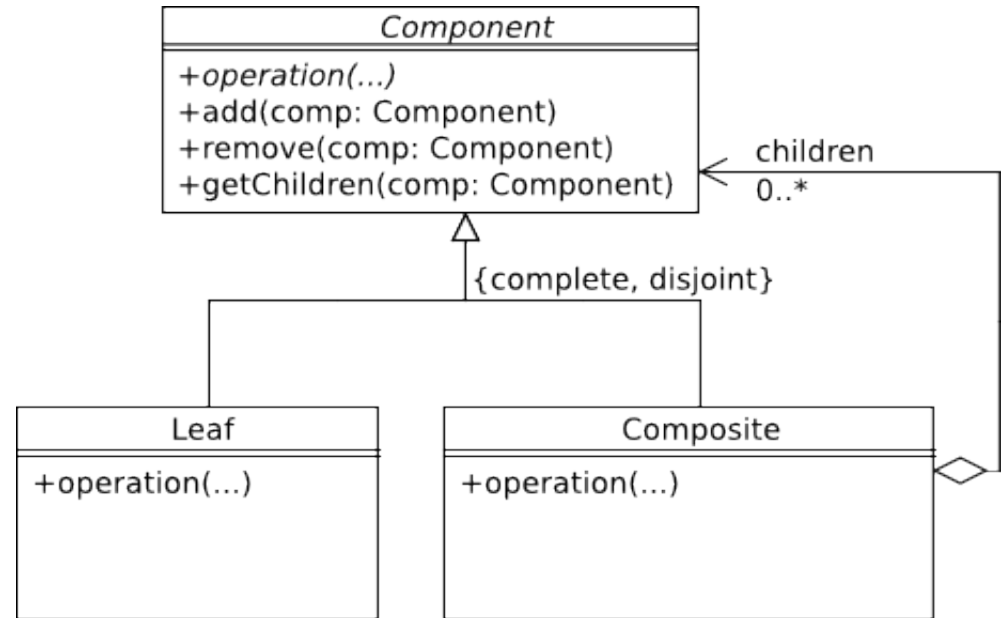 Component
+operation(...)
+add(comp: Component)
+remove(comp: Component)
+getChildren(comp: Component)
children
0..*
{complete, disjoint}
Leaf
+operation(...)
Composite
+operation(...)